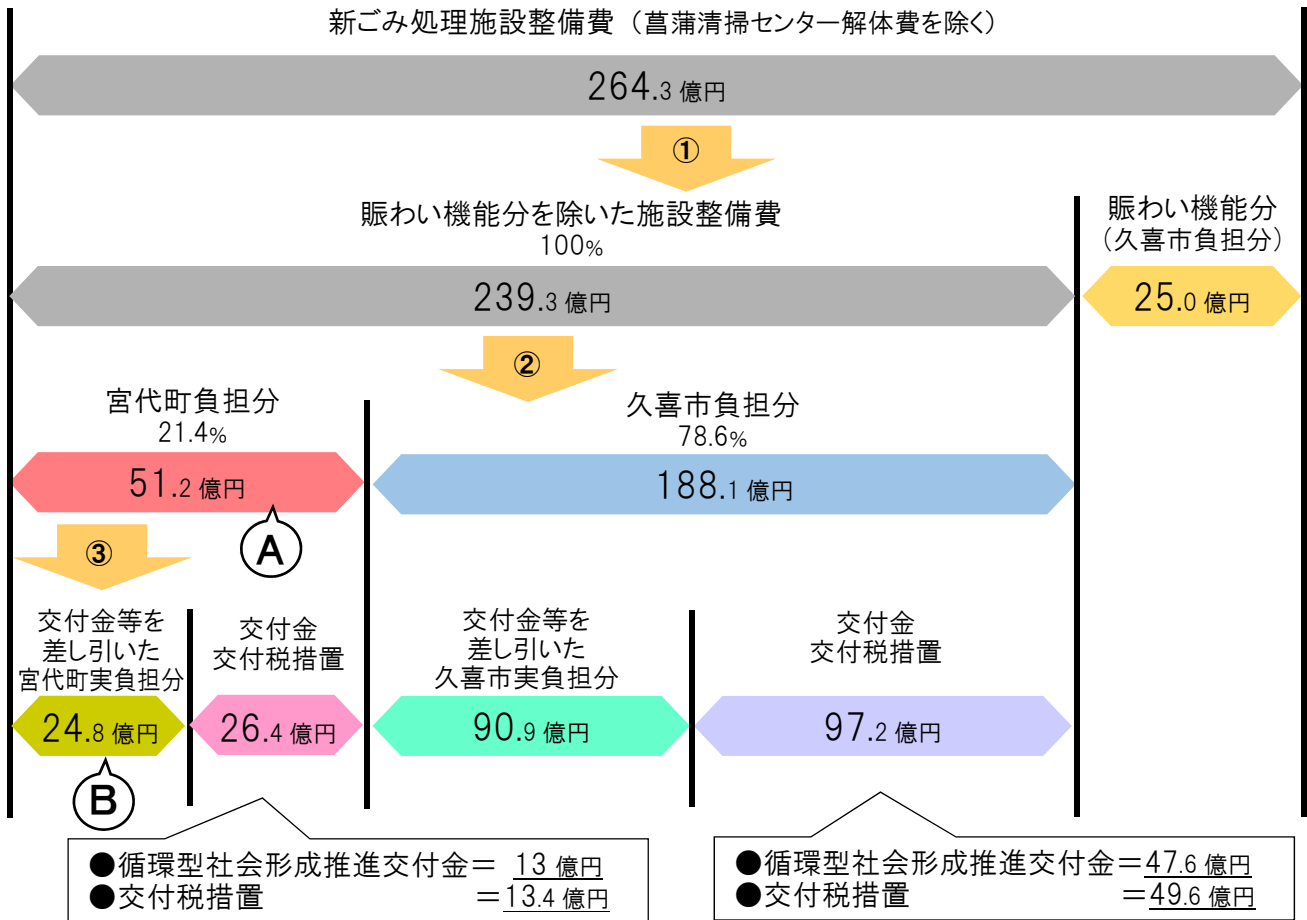 新ごみ処理施設整備費（菖蒲清掃センター解体費を除く）
264.3 億円
①
賑わい機能分を除いた施設整備費
100%
賑わい機能分
（久喜市負担分）
239.3 億円
25.0 億円
②
宮代町負担分
21.4%
久喜市負担分
78.6%
51.2 億円
188.1 億円
③
A
交付金等を
差し引いた
宮代町実負担分
交付金
交付税措置
交付金等を
差し引いた
久喜市実負担分
交付金
交付税措置
24.8 億円
26.4 億円
90.9 億円
97.2 億円
B
●循環型社会形成推進交付金＝ 13 億円
●交付税措置 ＝13.4 億円
●循環型社会形成推進交付金＝47.6 億円
●交付税措置 ＝49.6 億円